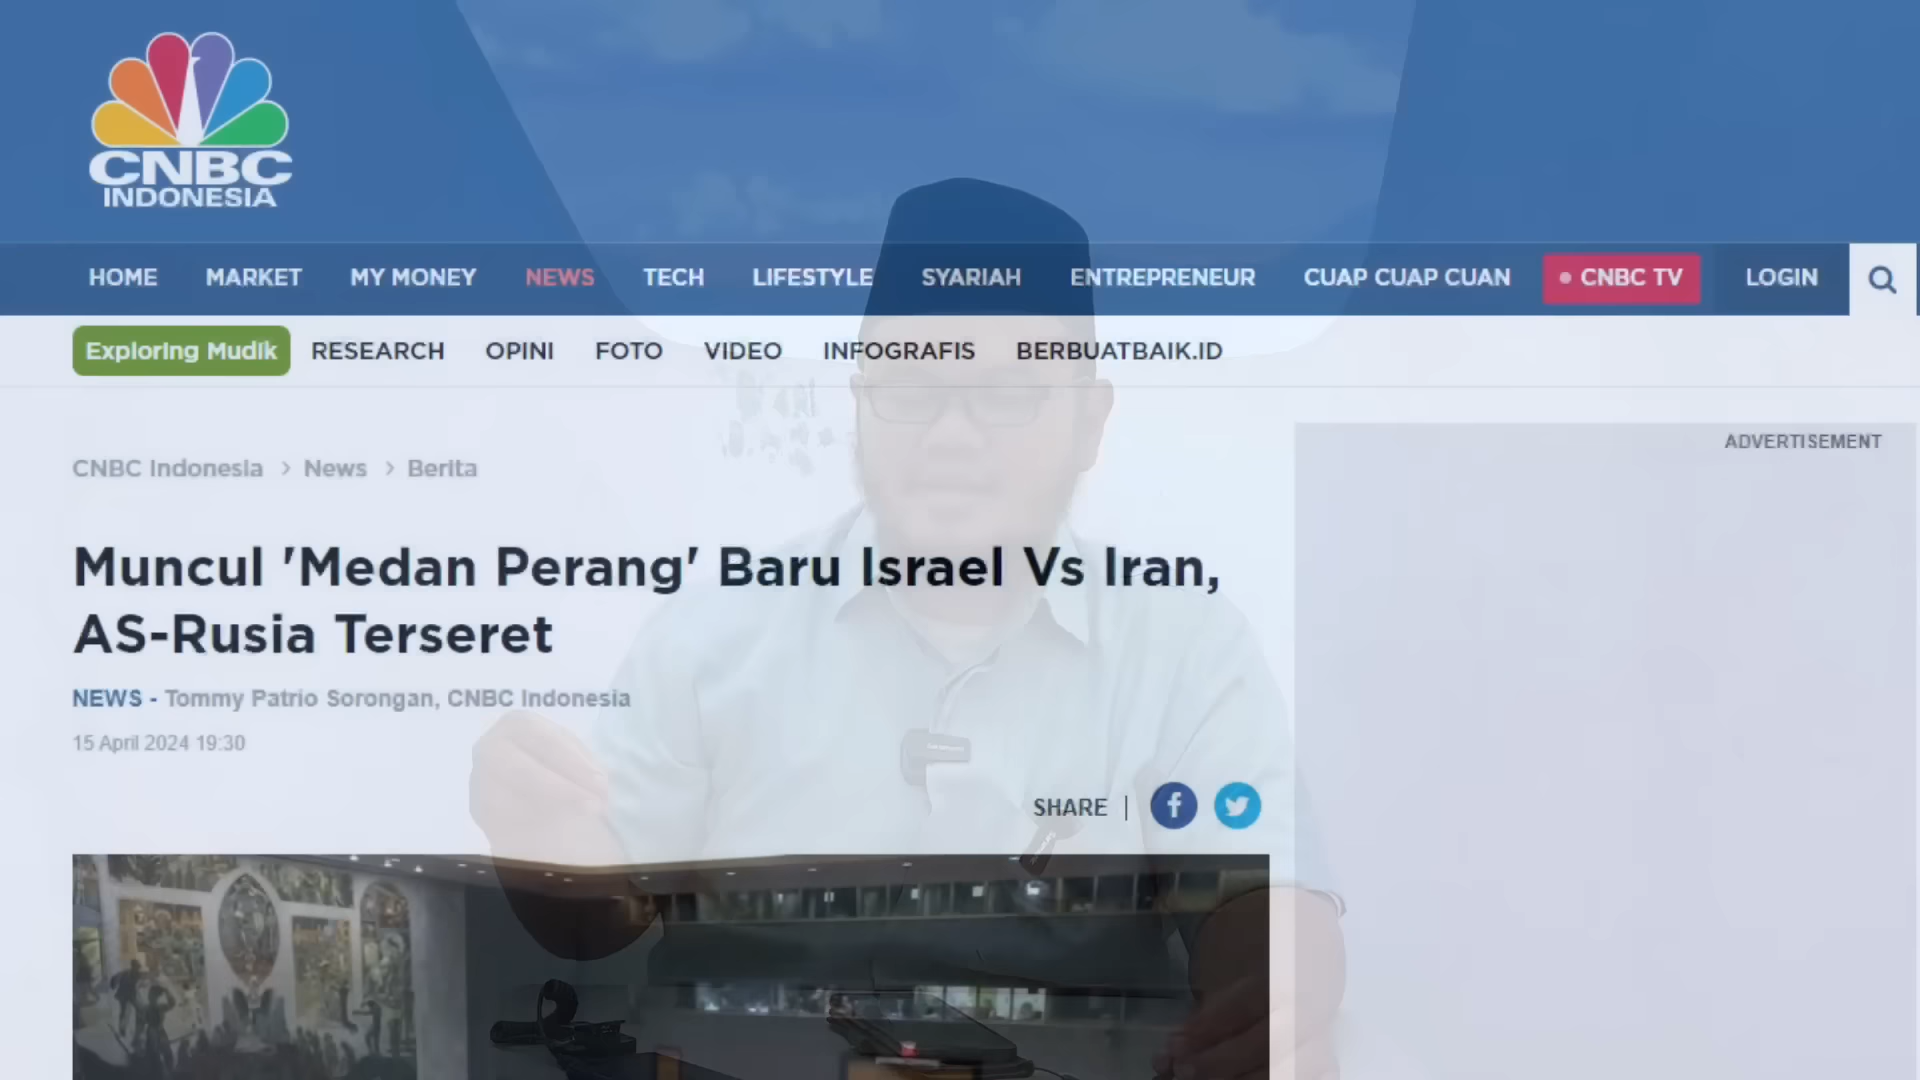 CNBC
INDONESIA
HOME MARKET MY MONEY NEWS TECH LIFESTYLE SYARIAH ENTREPRENEUR CUAP CUAP CUAN CNBC TV LOGIN
Exploring Mudik RESEARCH OPINI FOTO VIDEO INFOGRAFIS BERBUATBAIK.ID
ADVERTISEMENT
CNBC Indonesia > News > Berita
Muncul 'Medan Perang' Baru Israel Vs Iran,
AS-Rusia Terseret
NEWS - Tommy Patrio Sorongan, CNBC Indonesia
15 April 2024 19:30
SHARE |